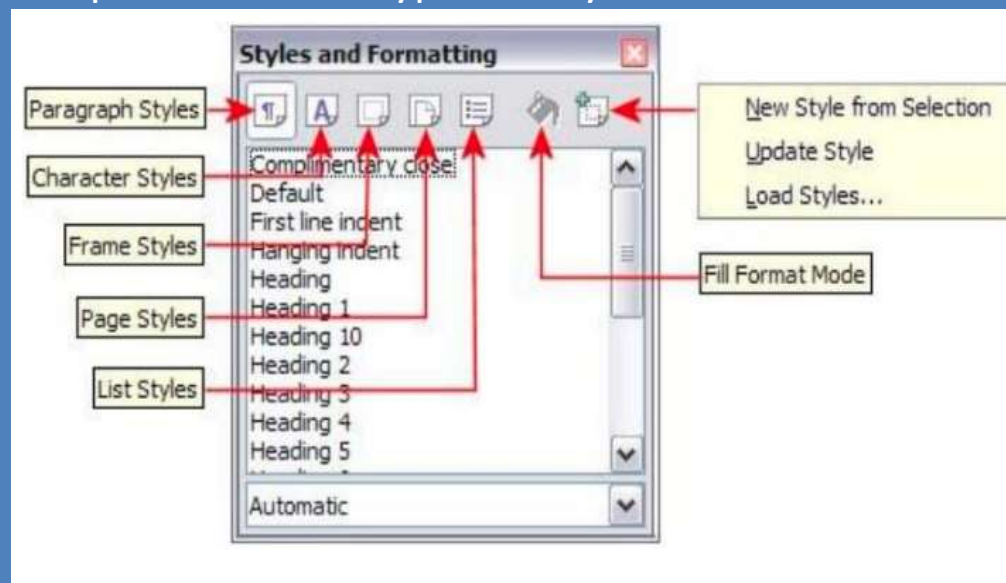 Styles and Formatting
Paragraph Styles
Character Styles
Frame Styles
Page Styles
List Styles
Complimentary close
Default
First line indent
Hanging indent
Heading
Heading 1
Heading 10
Heading 2
Heading 3
Heading 4
Heading 5
Automatic
New Style from Selection
Update Style
Load Styles...
Fill Format Mode